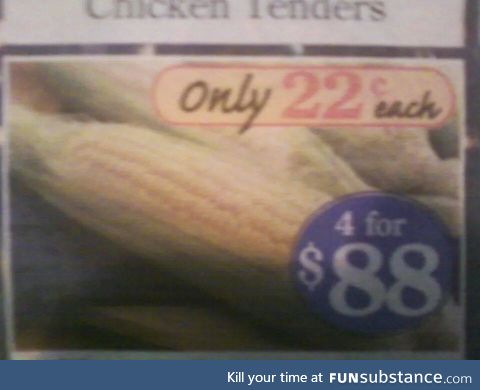 Chicken Tenders
Only 22¢ each
4 for
$88
Kill your time at FUNsubstance.com